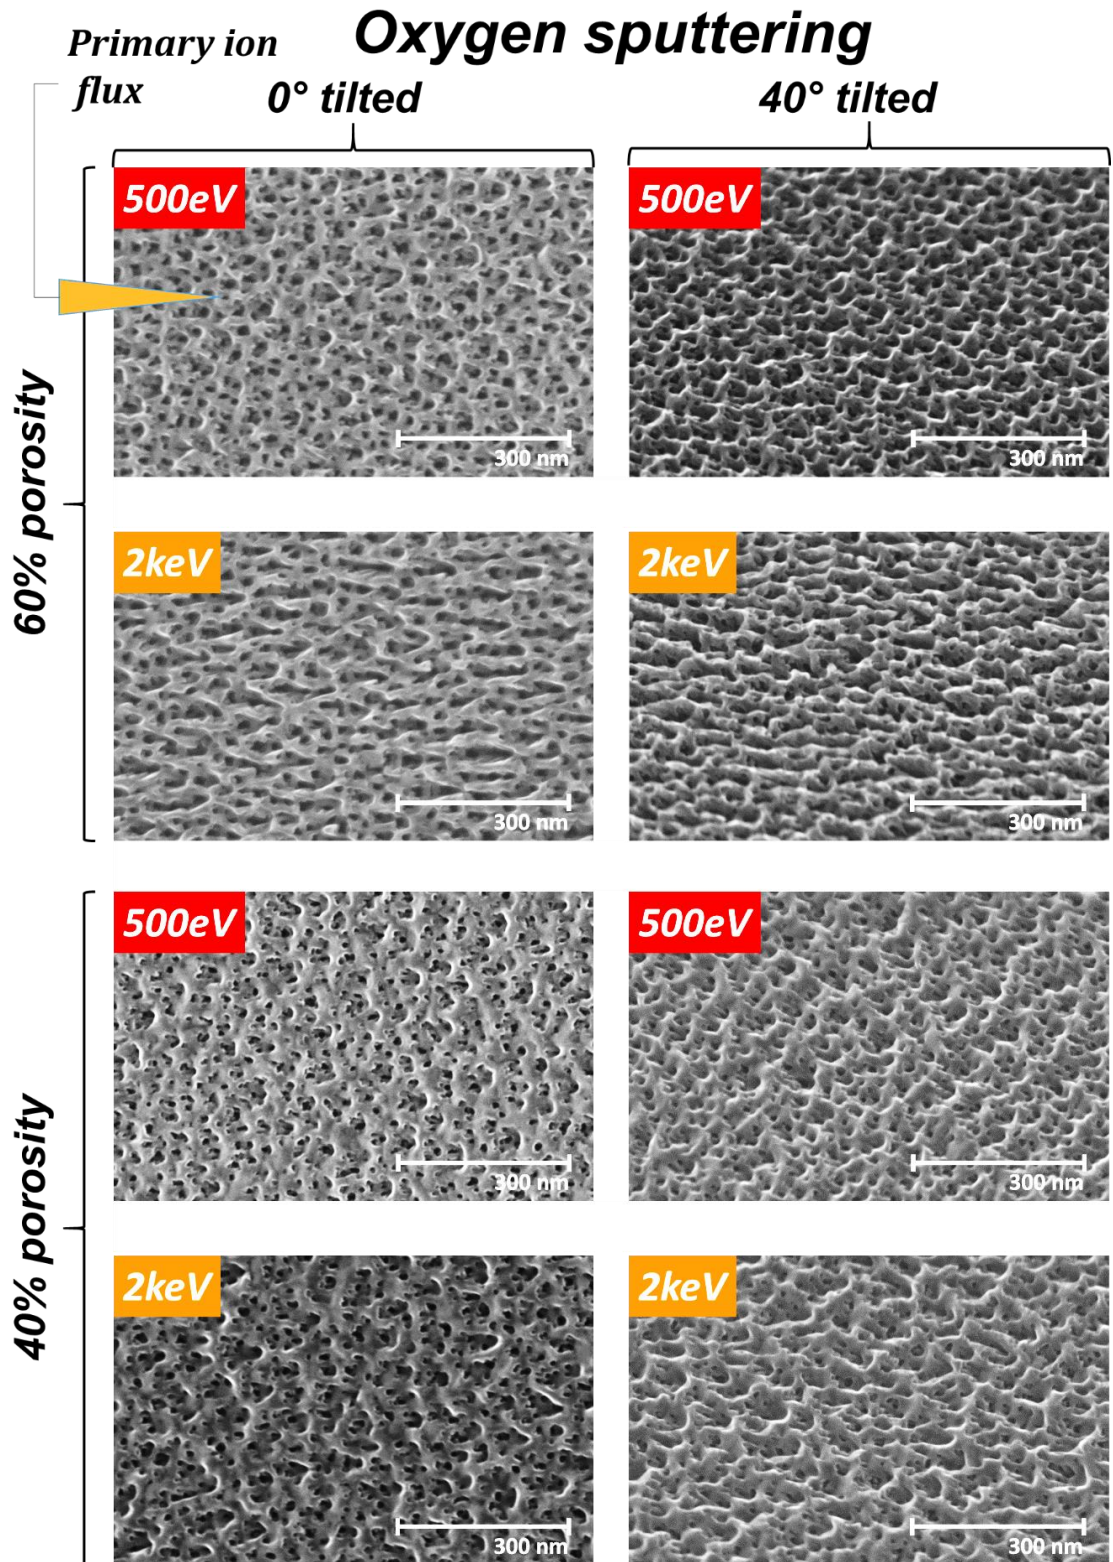 Oxygen sputtering
Primary ion
flux
0° tilted
40° tilted
60% porosity
500eV
300 nm
500eV
300 nm
2keV
300 nm
2keV
300 nm
40% porosity
500eV
300 nm
500eV
300 nm
2keV
300 nm
2keV
300 nm